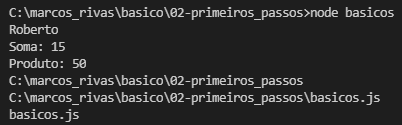 C:\marcos_rivas\basico\02-primeiros_passos>node basicos
Roberto
Soma: 15
Produto: 50
C:\marcos_rivas\basico\02-primeiros_passos
C:\marcos_rivas\basico\02-primeiros_passos\basicos.js
basicos.js